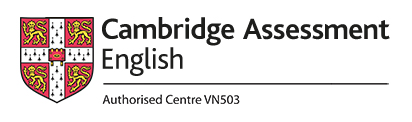 Cambridge Assessment
English
Authorised Centre VN503